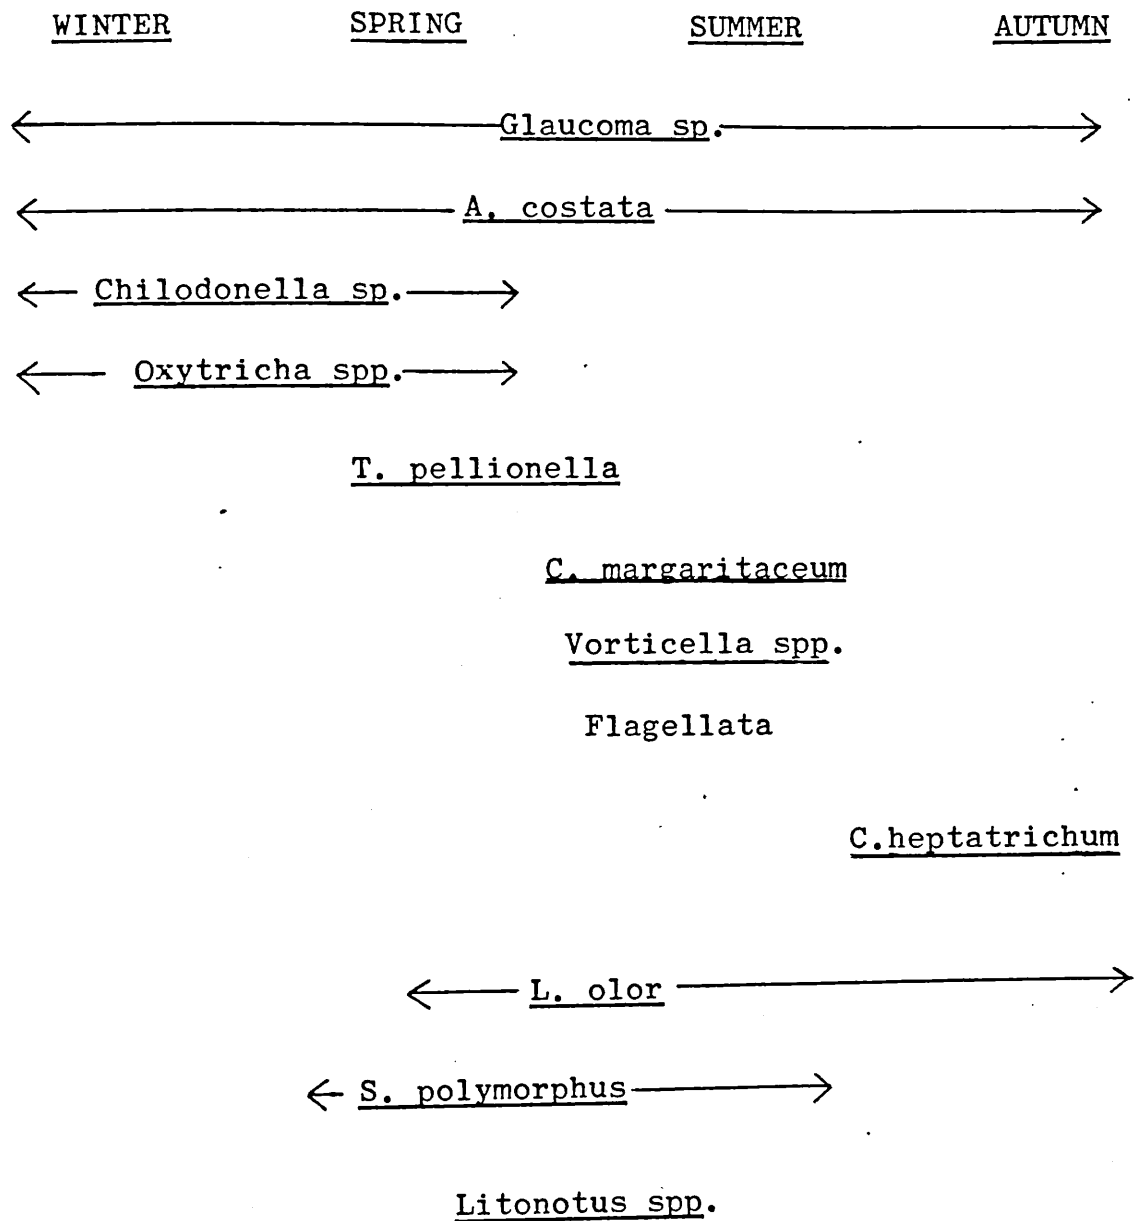 WINTER SPRING SUMMER AUTUMN
Glaucoma sp.
A. costata
Chilodonella sp.
Oxytricha spp.
T. pellionella
C. margaritaceum
Vorticella spp.
Flagellata
C.heptatrichum
L. olor
S. polymorphus
Litonotus spp.